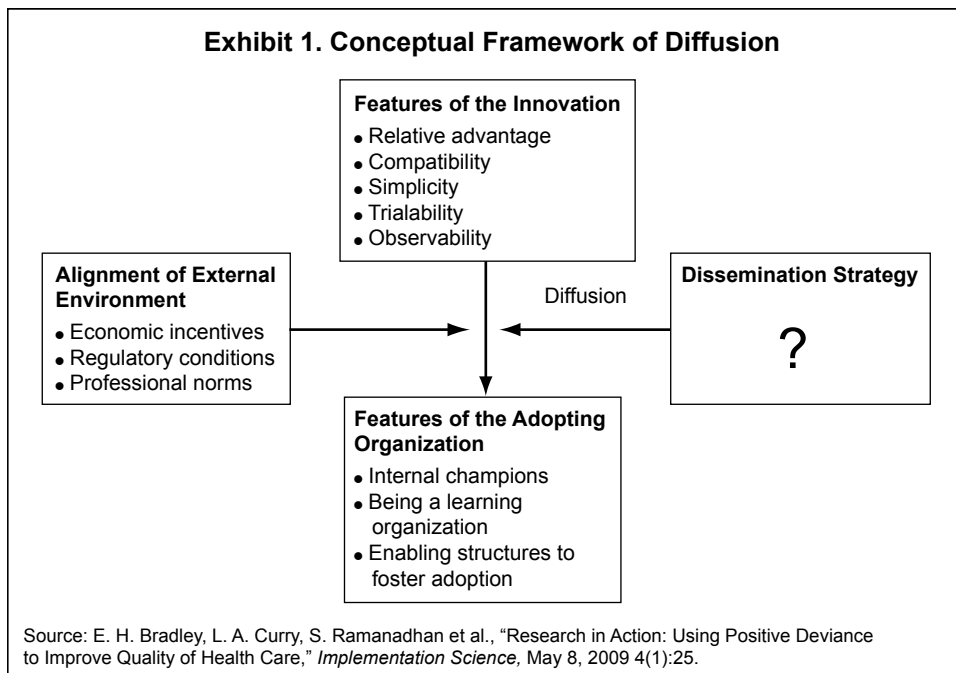 Exhibit 1. Conceptual Framework of Diffusion
Features of the Innovation
• Relative advantage
• Compatibility
• Simplicity
• Trialability
• Observability
Alignment of External
Environment
• Economic incentives
• Regulatory conditions
• Professional norms
Diffusion
Dissemination Strategy
?
Features of the Adopting
Organization
• Internal champions
• Being a learning
organization
• Enabling structures to
foster adoption
Source: E. H. Bradley, L. A. Curry, S. Ramanadhan et al., “Research in Action: Using Positive Deviance
to Improve Quality of Health Care,” Implementation Science, May 8, 2009 4(1):25.